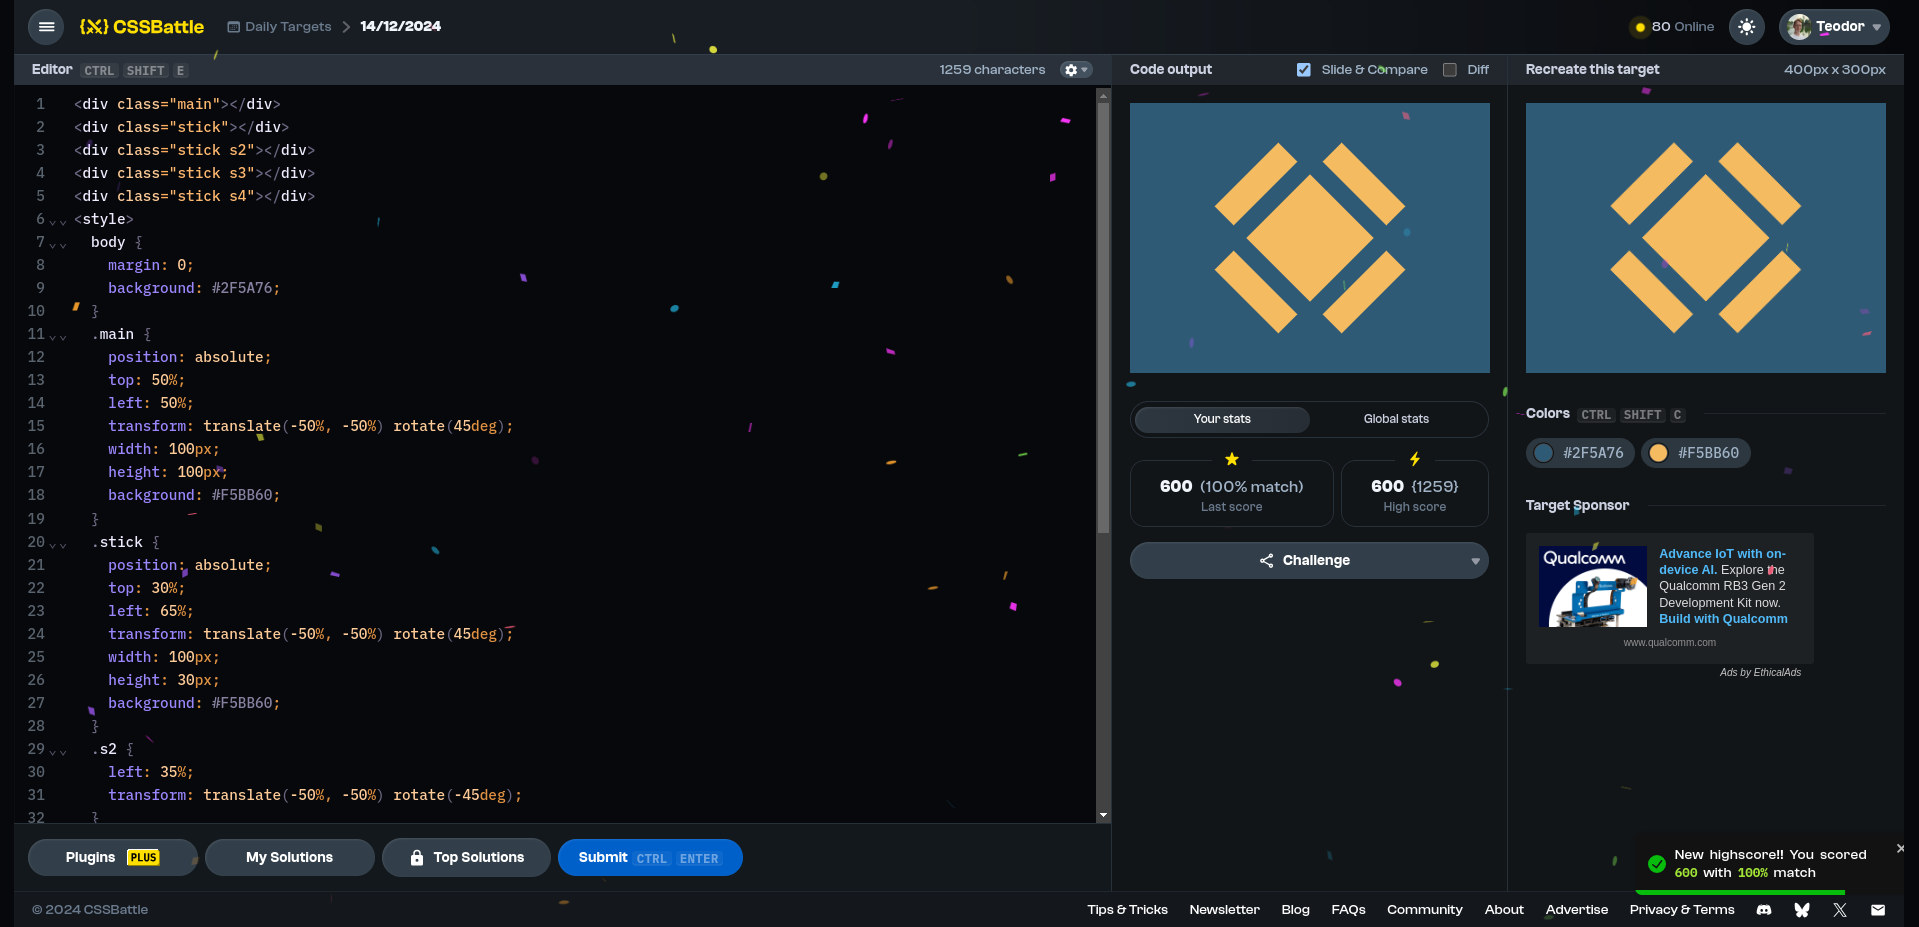 CSSBattle Daily Targets 14/12/2024 80 Online Teodor
Editor CTRL SHIFT E 1259 characters
1 <div class="main"></div>
2 <div class="stick"></div>
3 <div class="stick s2"></div>
4 <div class="stick s3"></div>
5 <div class="stick s4"></div>
6 <style>
7 body {
8 margin: 0;
9 background: #2F5A76;
10 }
11 .main {
12 position: absolute;
13 top: 50%;
14 left: 50%;
15 transform: translate(-50%, -50%) rotate(45deg);
16 width: 100px;
17 height: 100px;
18 background: #F5BB60;
19 }
20 .stick {
21 position: absolute;
22 top: 30%;
23 left: 65%;
24 transform: translate(-50%, -50%) rotate(45deg);
25 width: 100px;
26 height: 30px;
27 background: #F5BB60;
28 }
29 .s2 {
30 left: 35%;
31 transform: translate(-50%, -50%) rotate(-45deg);
32 }
Plugins PLUS My Solutions Top Solutions Submit CTRL ENTER
Code output Slide & Compare Diff
Your stats Global stats
600 (100% match) 600 {1259}
Last score High score
Challenge
Recreate this target 400px x 300px
Colors CTRL SHIFT C
#2F5A76 #F5BB60
Target Sponsor
Qualcomm
Advance IoT with on-
device AI. Explore the
Qualcomm RB3 Gen 2
Development Kit now.
Build with Qualcomm
www.qualcomm.com
Ads by EthicalAds
New highscore!! You scored
600 with 100% match
© 2024 CSSBattle Tips & Tricks Newsletter Blog FAQs Community About Advertise Privacy & Terms